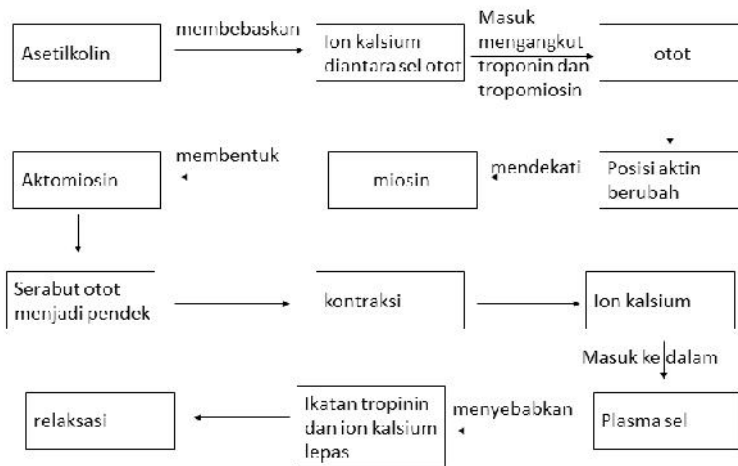 Asetilkolin
membebaskan
Ion kalsium
diantara sel otot
Masuk
mengangkut
troponin dan
tropomiosin
otot
Posisi aktin
berubah
mendekati
miosin
membentuk
Aktomiosin
Serabut otot
menjadi pendek
kontraksi
Ion kalsium
Masuk ke dalam
Plasma sel
menyebabkan
Ikatan tropinin
dan ion kalsium
lepas
relaksasi